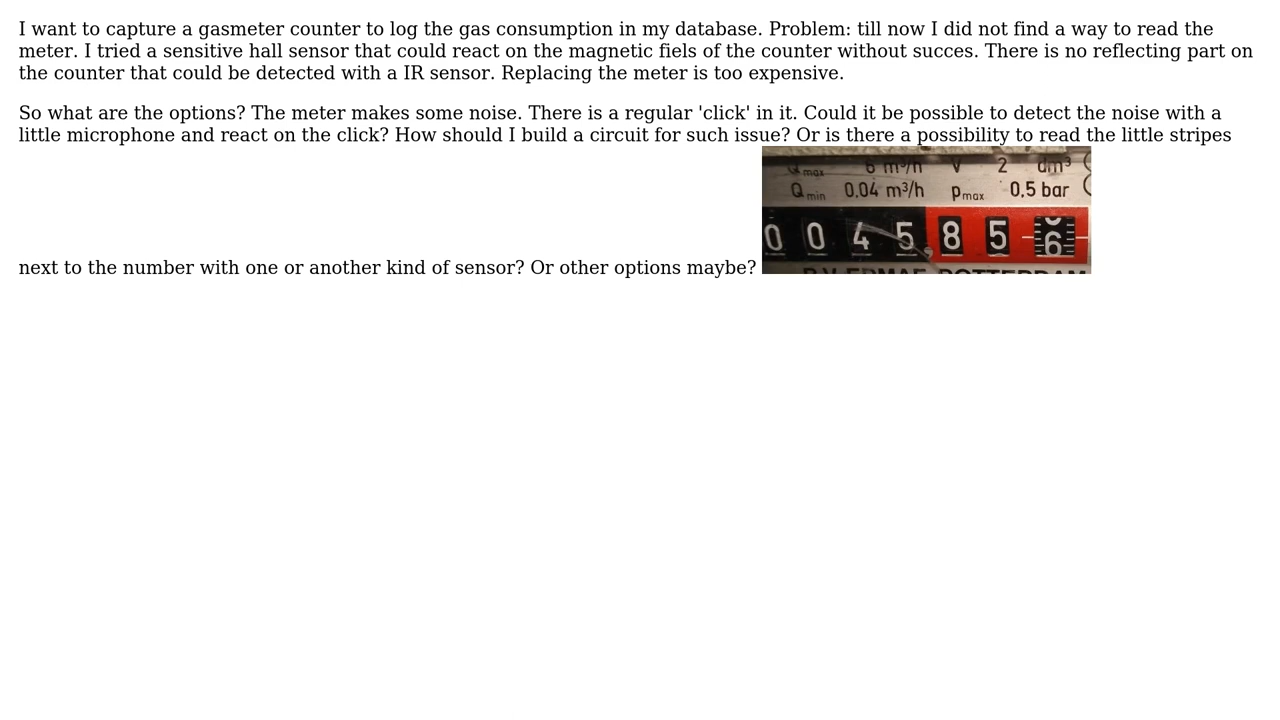 I want to capture a gasmeter counter to log the gas consumption in my database. Problem: till now I did not find a way to read the
meter. I tried a sensitive hall sensor that could react on the magnetic fiels of the counter without succes. There is no reflecting part on
the counter that could be detected with a IR sensor. Replacing the meter is too expensive.
So what are the options? The meter makes some noise. There is a regular 'click' in it. Could it be possible to detect the noise with a
little microphone and react on the click? How should I build a circuit for such issue? Or is there a possibility to read the little stripes
Qmax 6 m³/h V 2 dm³
Qmin 0,04 m³/h pmax 0,5 bar
0 0 4 5 8 5 6
next to the number with one or another kind of sensor? Or other options maybe?